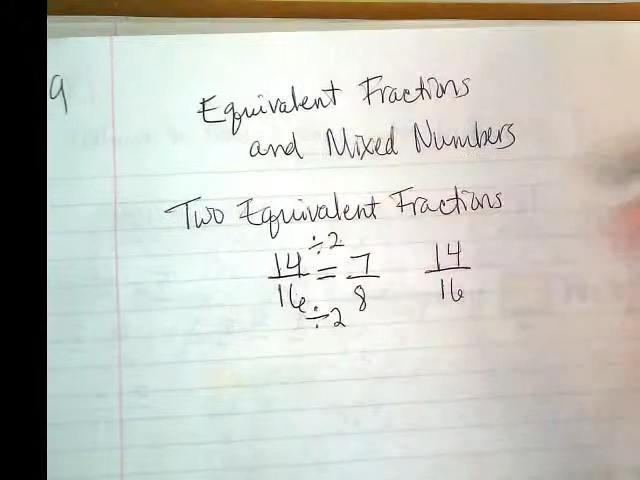 9
Equivalent Fractions
and Mixed Numbers
Two Equivalent Fractions
14 ÷2 = 7 14
16 ÷2 8 16